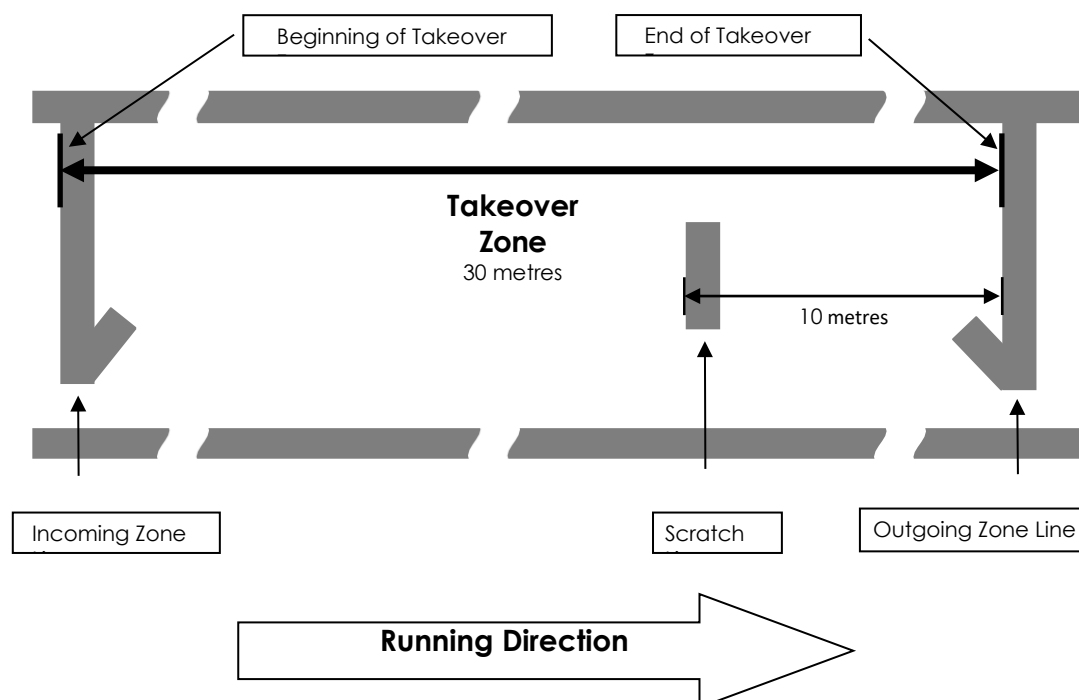 Beginning of Takeover
End of Takeover
Takeover
Zone
30 metres
10 metres
Incoming Zone
Scratch
Outgoing Zone Line
Running Direction